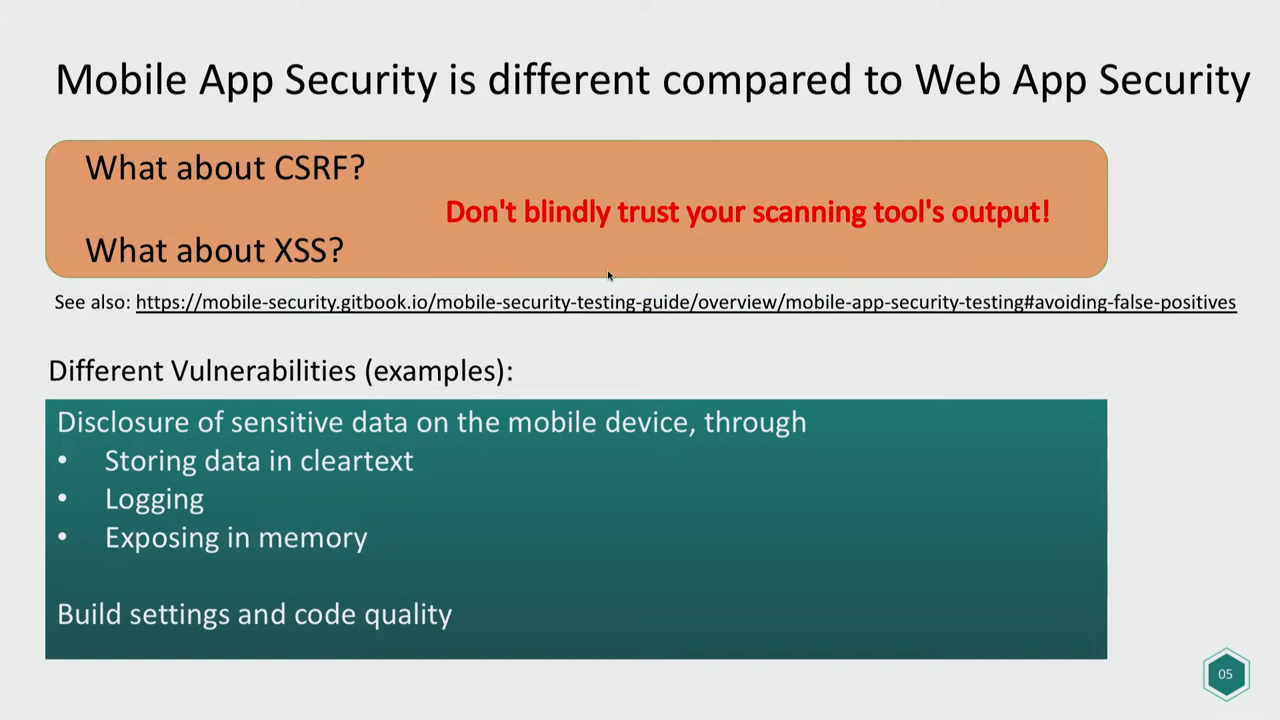 Mobile App Security is different compared to Web App Security
What about CSRF?
Don't blindly trust your scanning tool's output!
What about XSS?
See also: https://mobile-security.gitbook.io/mobile-security-testing-guide/overview/mobile-app-security-testing#avoiding-false-positives
Different Vulnerabilities (examples):
Disclosure of sensitive data on the mobile device, through
• Storing data in cleartext
• Logging
• Exposing in memory
Build settings and code quality
05